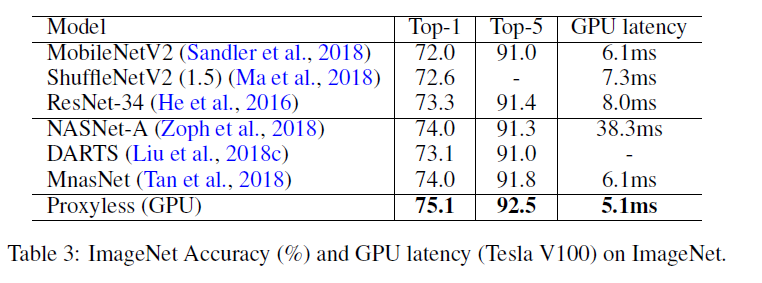 Model Top-1 Top-5 GPU latency
MobileNetV2 (Sandler et al., 2018) 72.0 91.0 6.1ms
ShuffleNetV2 (1.5) (Ma et al., 2018) 72.6 - 7.3ms
ResNet-34 (He et al., 2016) 73.3 91.4 8.0ms
NASNet-A (Zoph et al., 2018) 74.0 91.3 38.3ms
DARTS (Liu et al., 2018c) 73.1 91.0 -
MnasNet (Tan et al., 2018) 74.0 91.8 6.1ms
Proxyless (GPU) 75.1 92.5 5.1ms
Table 3: ImageNet Accuracy (%) and GPU latency (Tesla V100) on ImageNet.